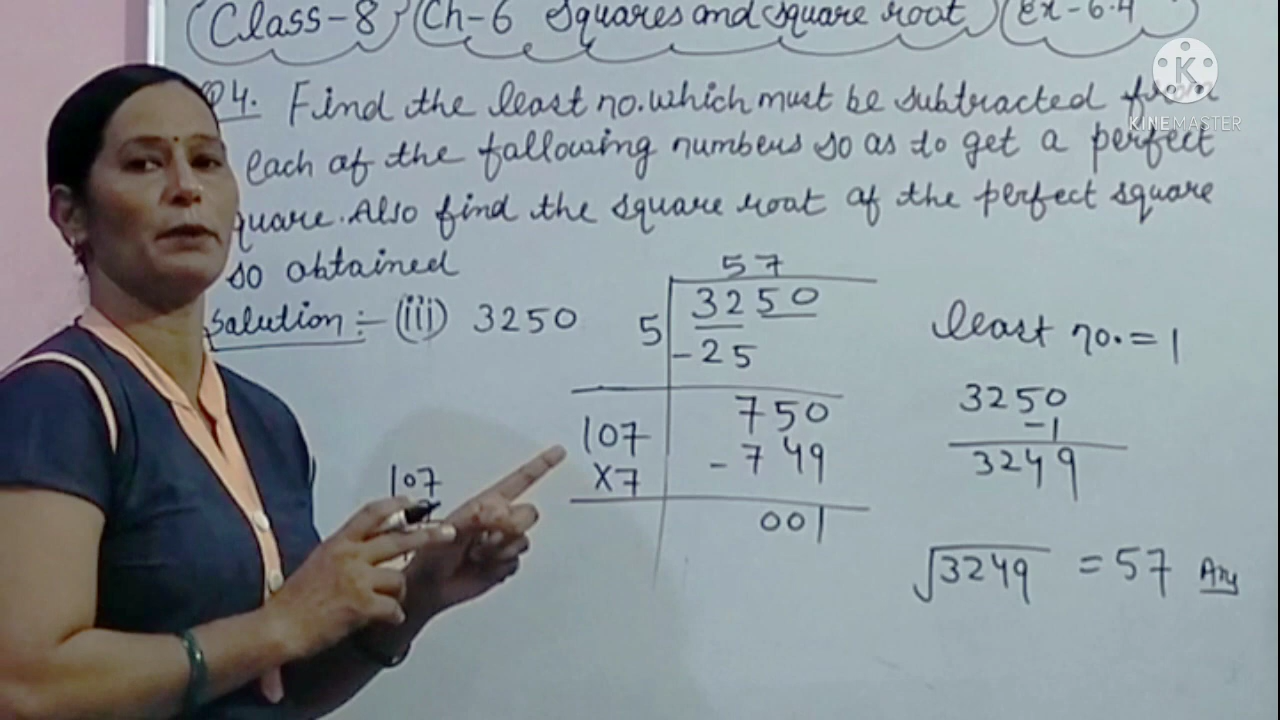 Class-8 Ch-6 Squares and square root Ex-6.4
Q4. Find the least no. which must be subtracted from
each of the following numbers so as to get a perfect
square. Also find the square root of the perfect square
so obtained
Solution :- (iii) 3250
57
5 3250
-25
107 750
×7 -749
001
107
least no. = 1
3250
-1
3249
√3249 = 57 Ans
K
KINEMASTER